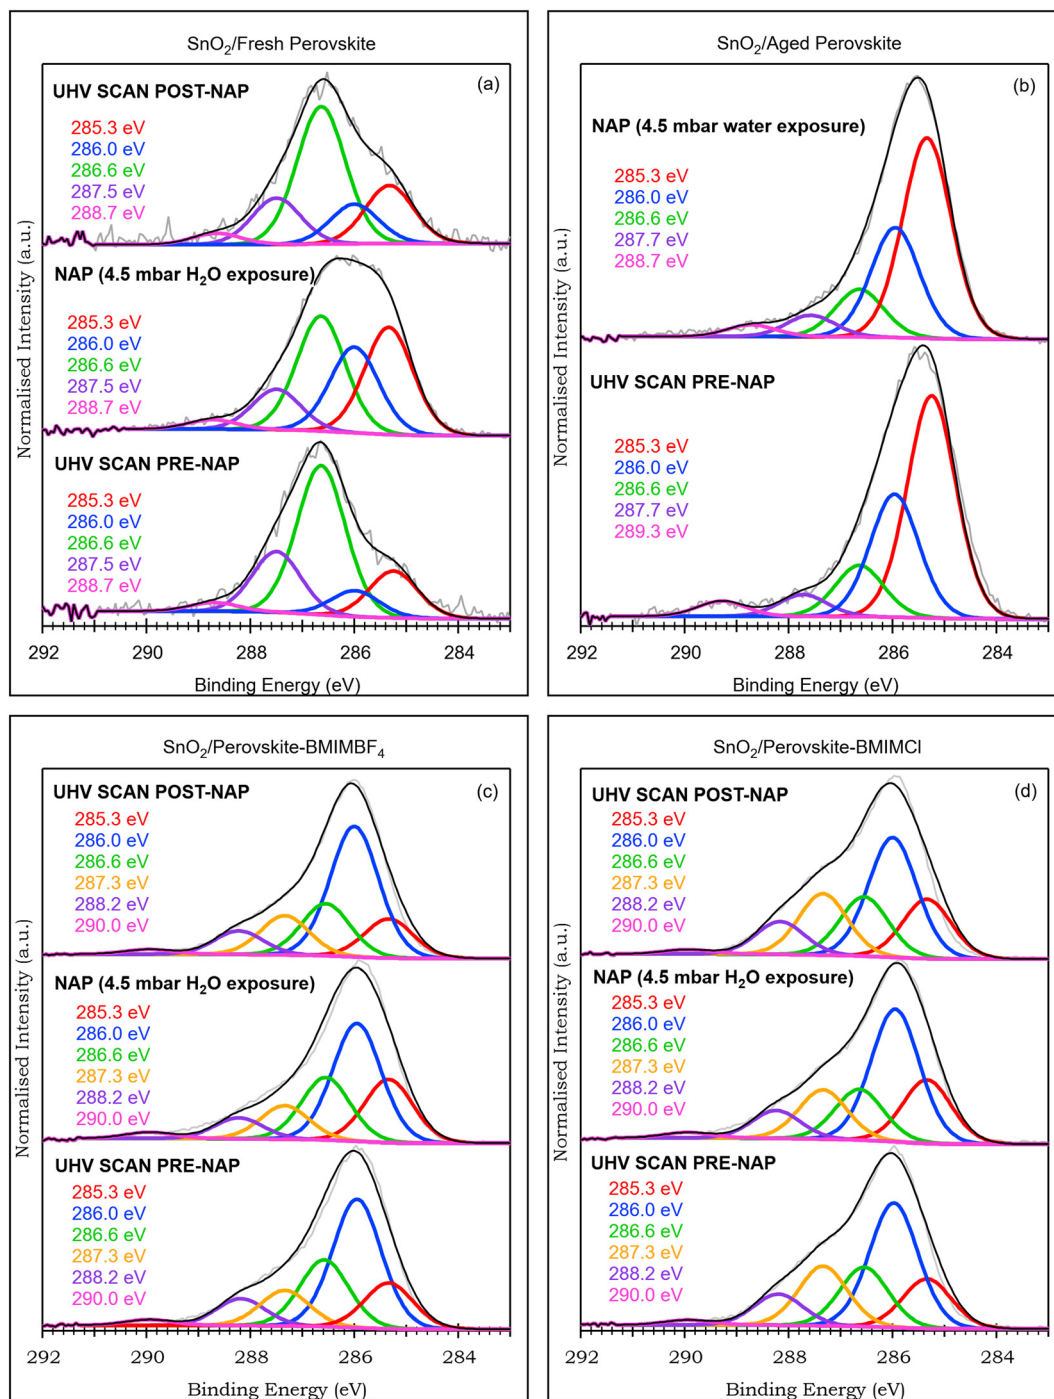 SnO₂/Fresh Perovskite
(a)
UHV SCAN POST-NAP
285.3 eV
286.0 eV
286.6 eV
287.5 eV
288.7 eV
NAP (4.5 mbar H₂O exposure)
285.3 eV
286.0 eV
286.6 eV
287.5 eV
288.7 eV
UHV SCAN PRE-NAP
285.3 eV
286.0 eV
286.6 eV
287.5 eV
288.7 eV
Normalised Intensity (a.u.)
292 290 288 286 284
Binding Energy (eV)
SnO₂/Aged Perovskite
(b)
NAP (4.5 mbar water exposure)
285.3 eV
286.0 eV
286.6 eV
287.7 eV
288.7 eV
UHV SCAN PRE-NAP
285.3 eV
286.0 eV
286.6 eV
287.7 eV
289.3 eV
Normalised Intensity (a.u.)
292 290 288 286 284
Binding Energy (eV)
SnO₂/Perovskite-BMIMBF₄
(c)
UHV SCAN POST-NAP
285.3 eV
286.0 eV
286.6 eV
287.3 eV
288.2 eV
290.0 eV
NAP (4.5 mbar H₂O exposure)
285.3 eV
286.0 eV
286.6 eV
287.3 eV
288.2 eV
290.0 eV
UHV SCAN PRE-NAP
285.3 eV
286.0 eV
286.6 eV
287.3 eV
288.2 eV
290.0 eV
Normalised Intensity (a.u.)
292 290 288 286 284
Binding Energy (eV)
SnO₂/Perovskite-BMIMCl
(d)
UHV SCAN POST-NAP
285.3 eV
286.0 eV
286.6 eV
287.3 eV
288.2 eV
290.0 eV
NAP (4.5 mbar H₂O exposure)
285.3 eV
286.0 eV
286.6 eV
287.3 eV
288.2 eV
290.0 eV
UHV SCAN PRE-NAP
285.3 eV
286.0 eV
286.6 eV
287.3 eV
288.2 eV
290.0 eV
Normalised Intensity (a.u.)
292 290 288 286 284
Binding Energy (eV)